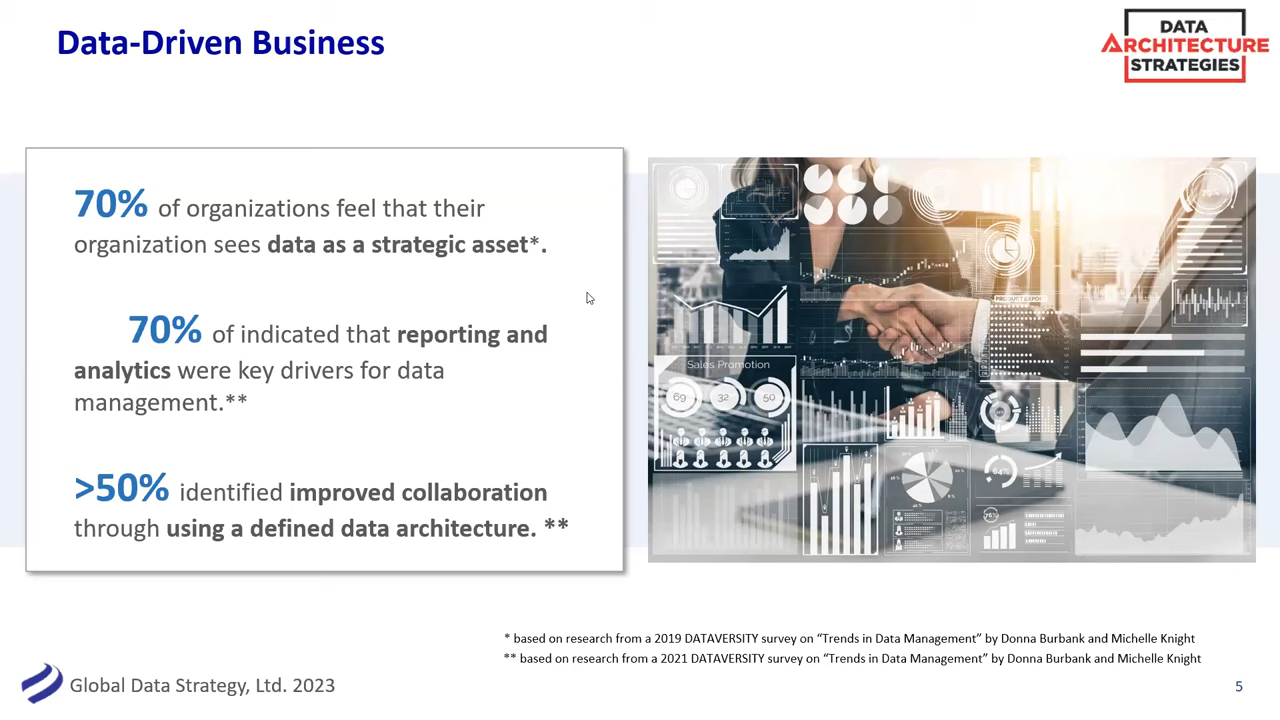 Data-Driven Business
DATA
ARCHITECTURE
STRATEGIES
70% of organizations feel that their
organization sees data as a strategic asset*.
70% of indicated that reporting and
analytics were key drivers for data
management.**
>50% identified improved collaboration
through using a defined data architecture. **
Sales Promotion
69 32 50
64%
* based on research from a 2019 DATAVERSITY survey on “Trends in Data Management” by Donna Burbank and Michelle Knight
** based on research from a 2021 DATAVERSITY survey on “Trends in Data Management” by Donna Burbank and Michelle Knight
Global Data Strategy, Ltd. 2023
5